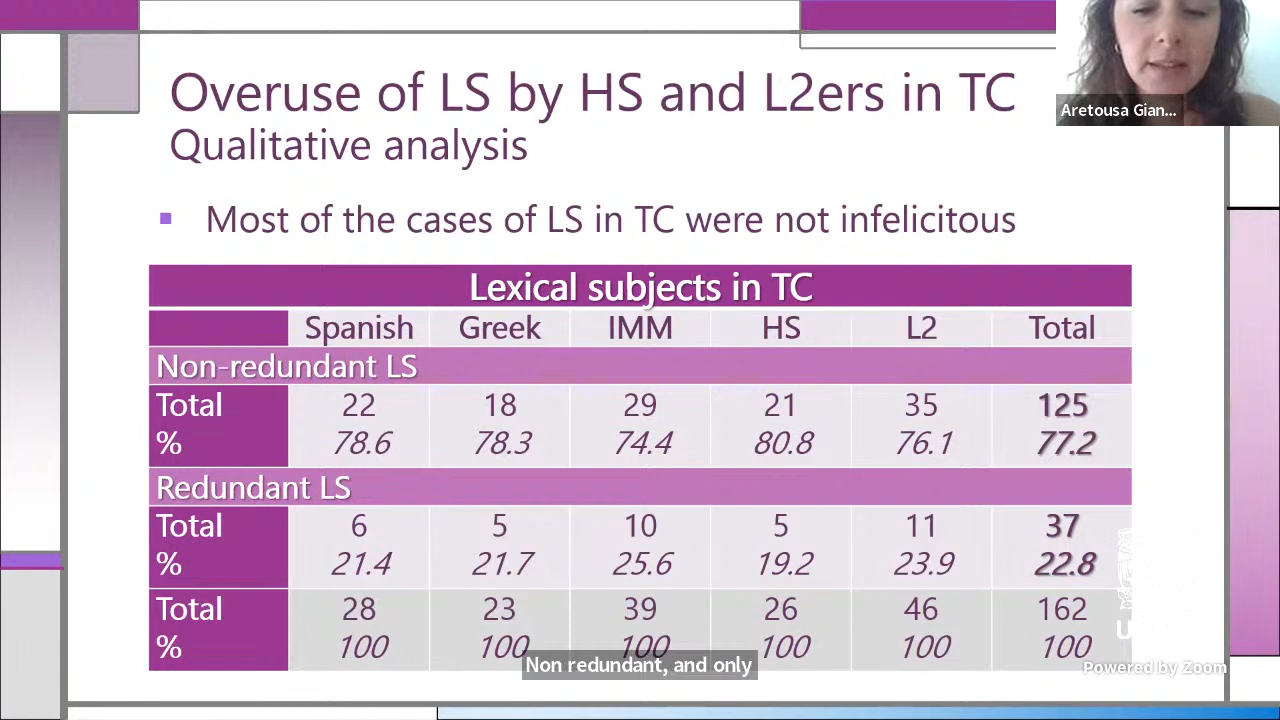 Overuse of LS by HS and L2ers in TC
Qualitative analysis
Aretousa Gian...
▪ Most of the cases of LS in TC were not infelicitous
Lexical subjects in TC
Spanish Greek IMM HS L2 Total
Non-redundant LS
Total 22 18 29 21 35 125
% 78.6 78.3 74.4 80.8 76.1 77.2
Redundant LS
Total 6 5 10 5 11 37
% 21.4 21.7 25.6 19.2 23.9 22.8
Total 28 23 39 26 46 162
% 100 100 100 100 100 100
Non redundant, and only
Powered by Zoom